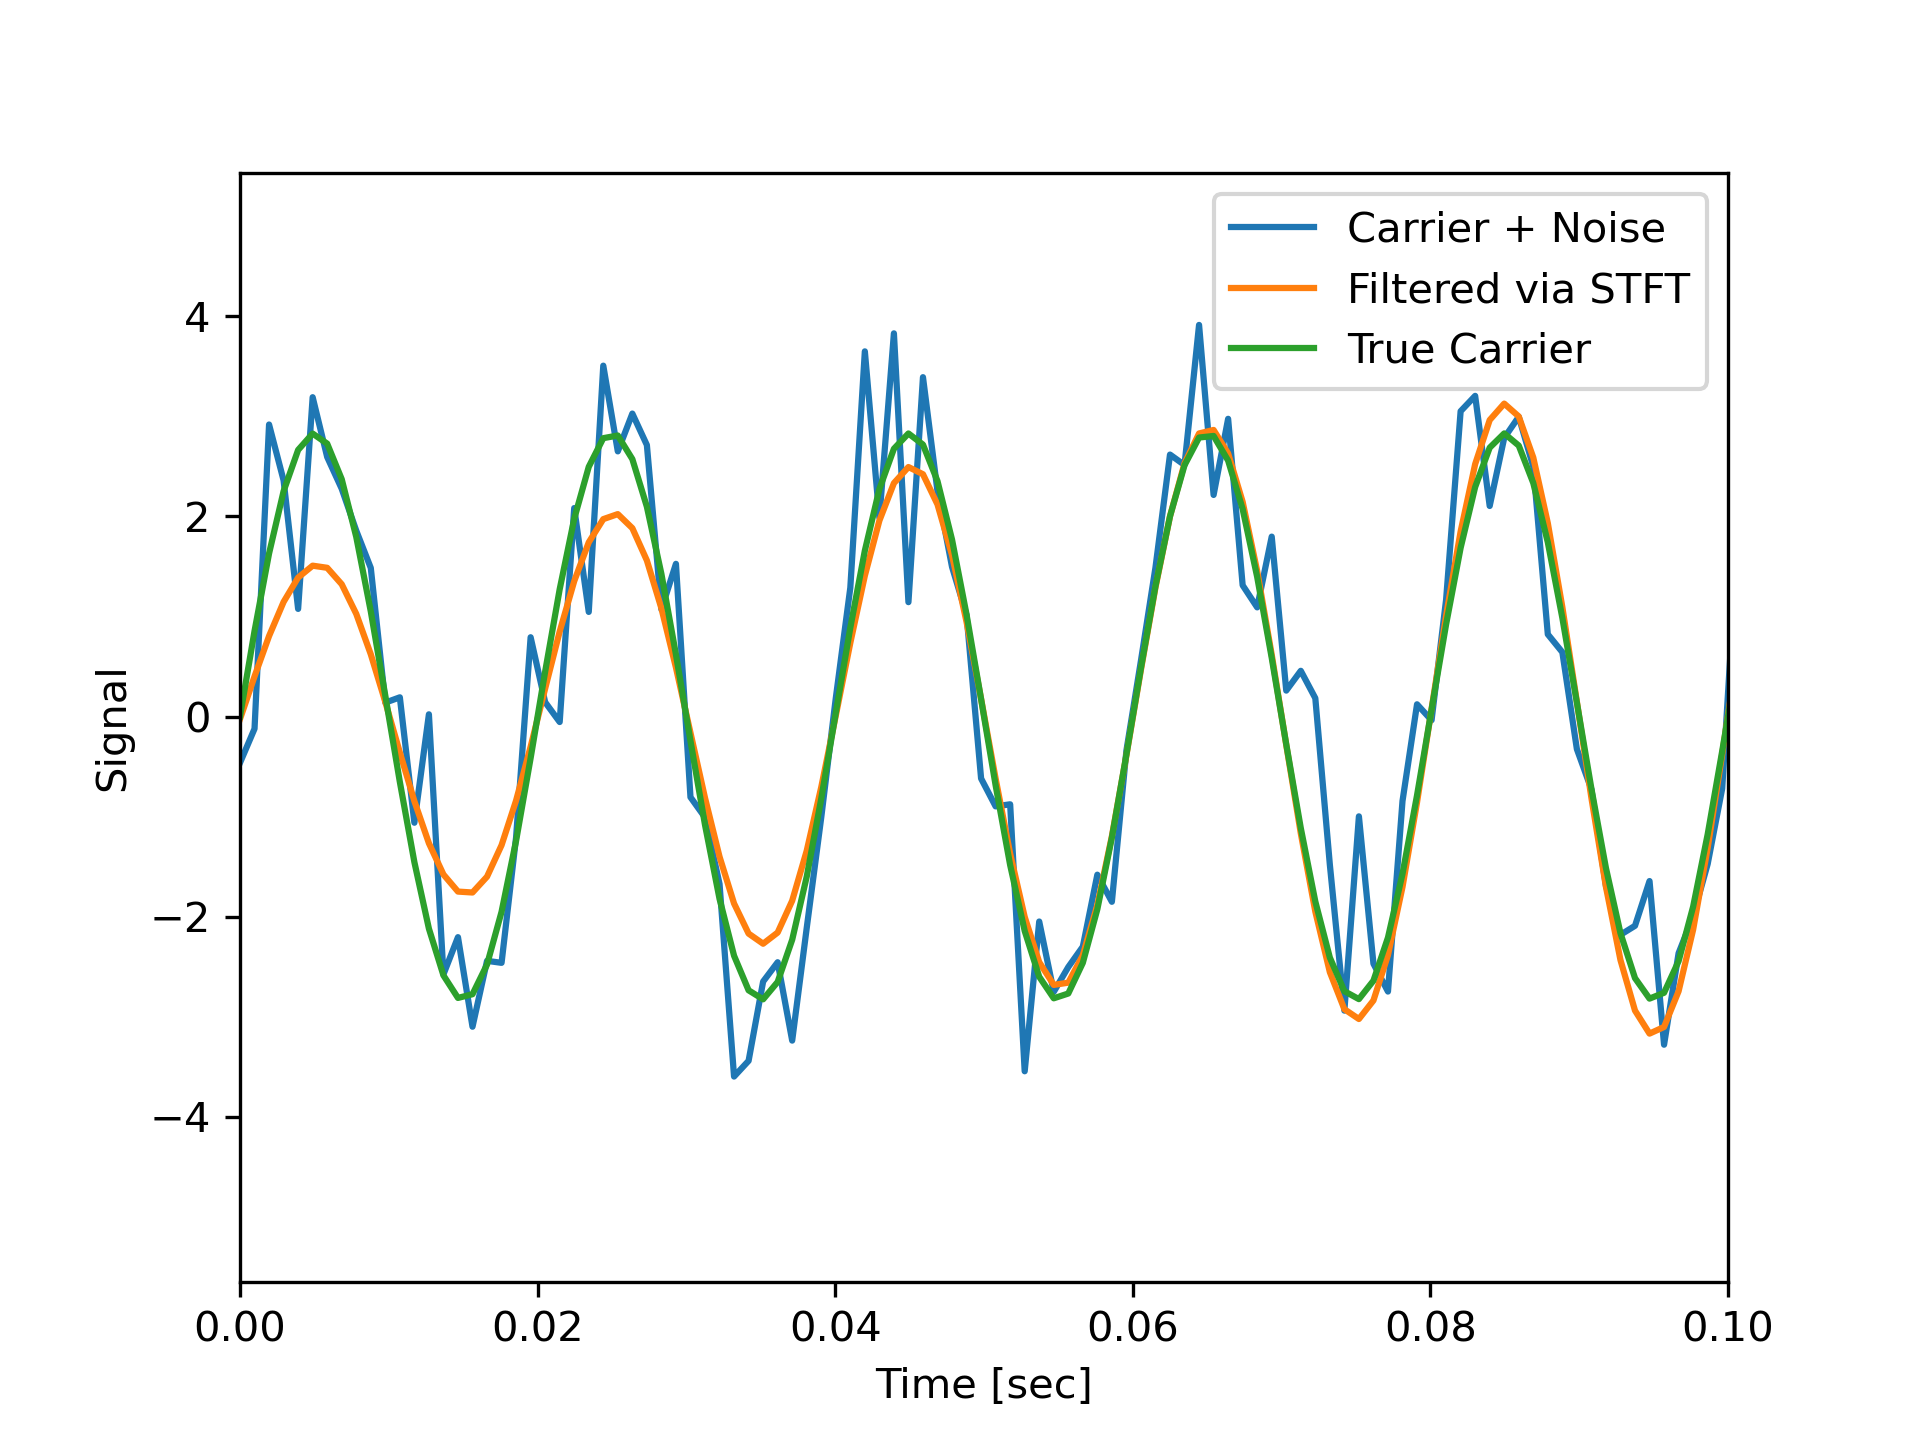 Carrier + Noise
Filtered via STFT
True Carrier
4
2
0
−2
−4
Signal
0.00 0.02 0.04 0.06 0.08 0.10
Time [sec]